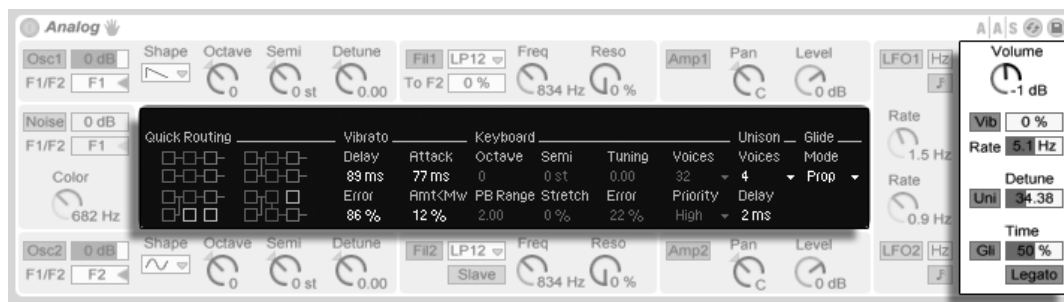 Analog
A|A|S
Osc1 0 dB Shape Octave Semi Detune Fil1 LP12 Freq Reso Amp1 Pan Level LFO1 Hz Volume
F1/F2 F1 0 0 st 0.00 To F2 0 % 834 Hz 0 % C 0 dB -1 dB
Noise 0 dB Rate Vib 0 %
F1/F2 F1 1.5 Hz Rate 5.1 Hz
Color
682 Hz
Quick Routing Vibrato Keyboard Unison Glide
Delay Attack Octave Semi Tuning Voices Voices Mode
89 ms 77 ms 0 0 st 0.00 32 4 Prop
Error Amt<Mw PB Range Stretch Error Priority Delay
86 % 12 % 2.00 0 % 22 % High 2 ms
Rate Detune
0.9 Hz Uni 34.38
Osc2 0 dB Shape Octave Semi Detune Fil2 LP12 Freq Reso Amp2 Pan Level LFO2 Hz Time
Gli 50 %
F1/F2 F2 0 0 st 0.00 Slave 834 Hz 0 % C 0 dB Legato